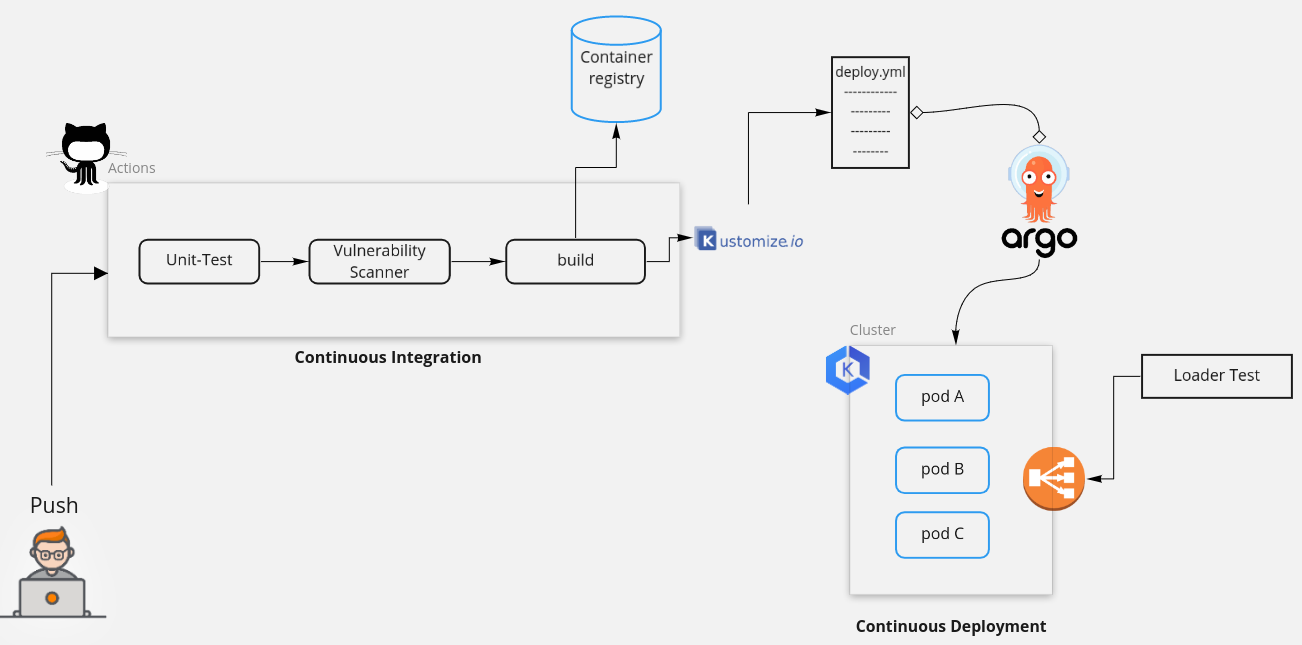 Container
registry
deploy.yml
------------
---------
---------
--------
Actions
Unit-Test
Vulnerability
Scanner
build
Kustomize.io
argo
Continuous Integration
Cluster
K
pod A
Loader Test
pod B
Push
pod C
Continuous Deployment